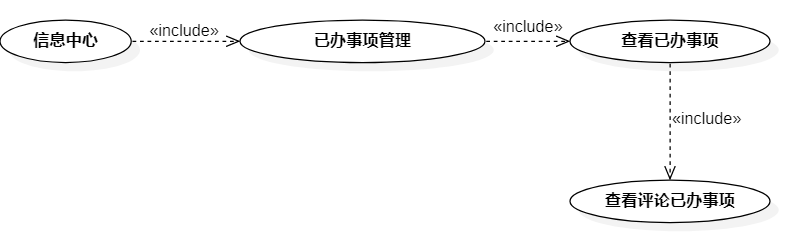 信息中心
«include»
已办事项管理
«include»
查看已办事项
«include»
查看评论已办事项